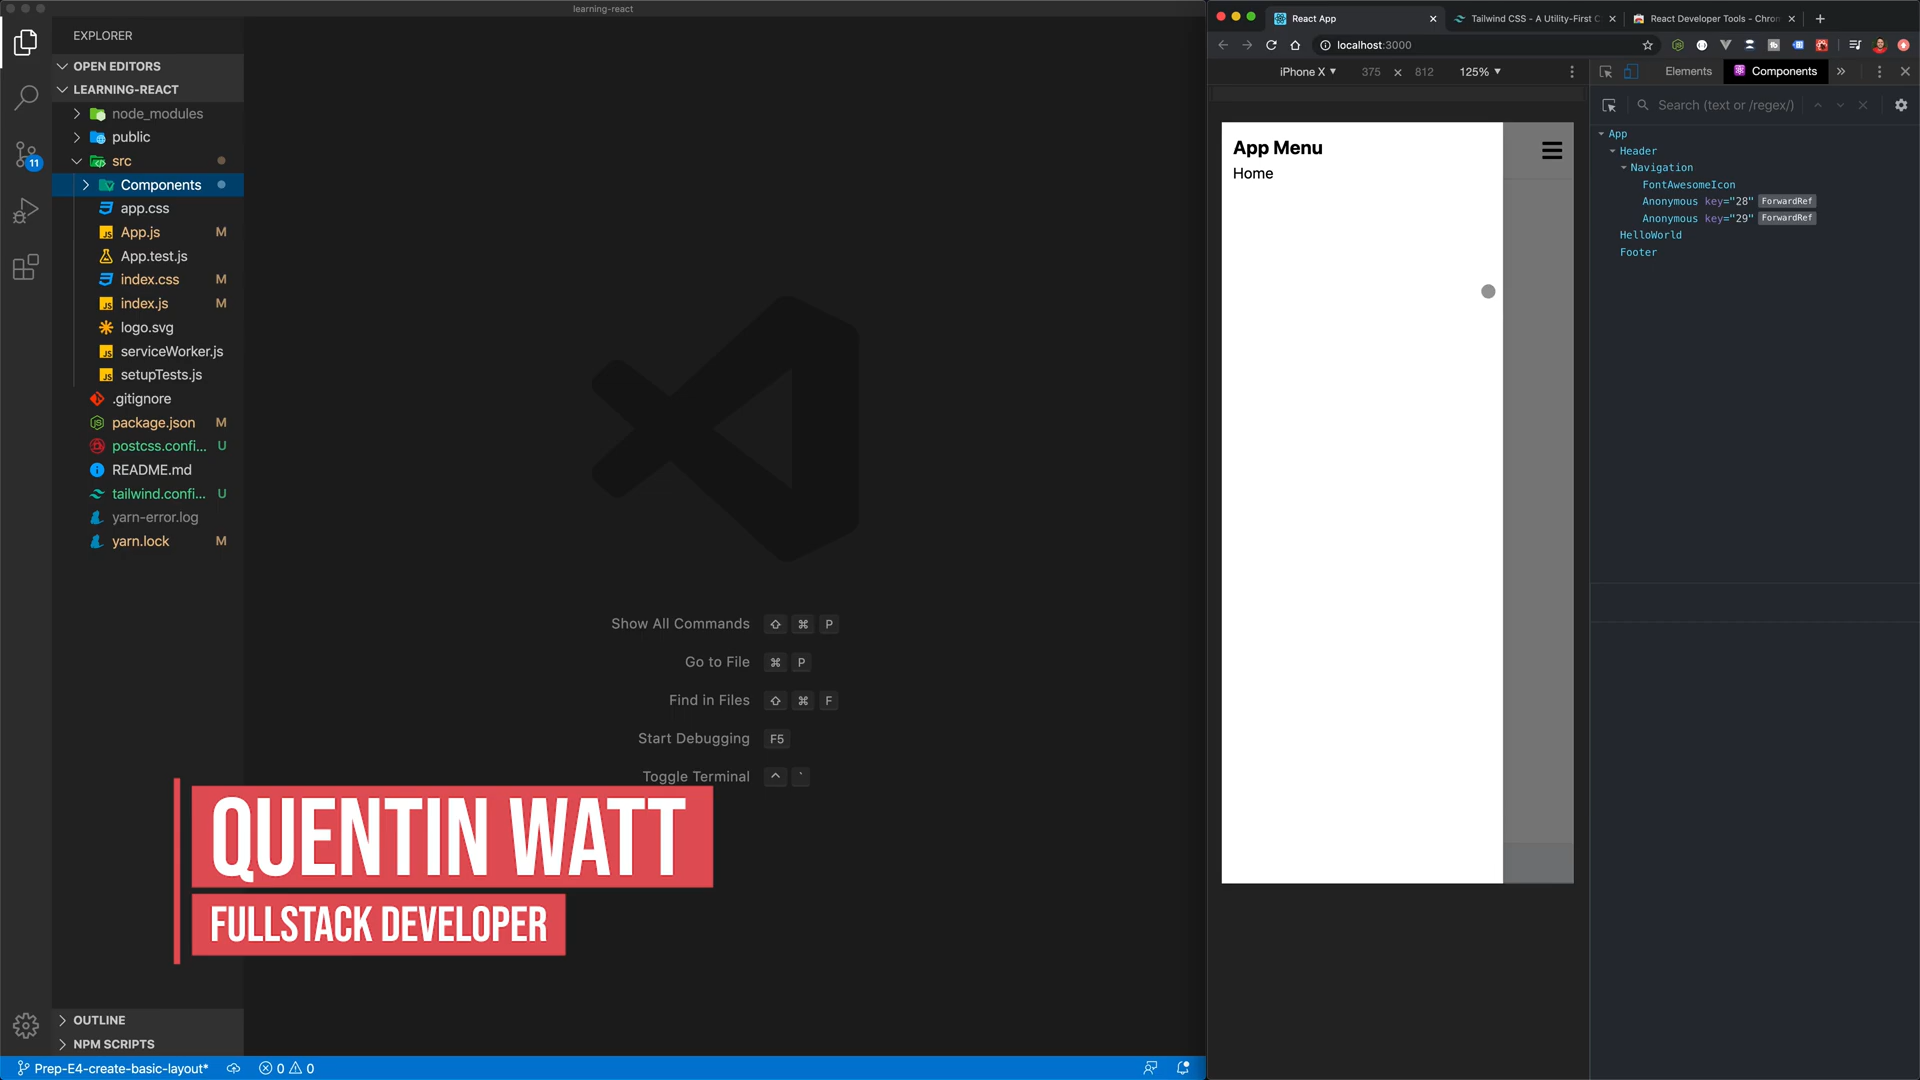 learning-react
EXPLORER
OPEN EDITORS
LEARNING-REACT
node_modules
public
src
Components
app.css
App.js M
App.test.js
index.css M
index.js M
logo.svg
serviceWorker.js
setupTests.js
.gitignore
package.json M
postcss.confi... U
README.md
tailwind.confi... U
yarn-error.log
yarn.lock M
11
Show All Commands ⇧ ⌘ P
Go to File ⌘ P
Find in Files ⇧ ⌘ F
Start Debugging F5
Toggle Terminal ^ `
QUENTIN WATT
FULLSTACK DEVELOPER
OUTLINE
NPM SCRIPTS
Prep-E4-create-basic-layout* 0 0
React App
Tailwind CSS - A Utility-First C
React Developer Tools - Chrom
localhost:3000
iPhone X ▼ 375 × 812 125% ▼
Elements Components »
Search (text or /regex/)
App Menu
Home
App
Header
Navigation
FontAwesomeIcon
Anonymous key="28" ForwardRef
Anonymous key="29" ForwardRef
HelloWorld
Footer